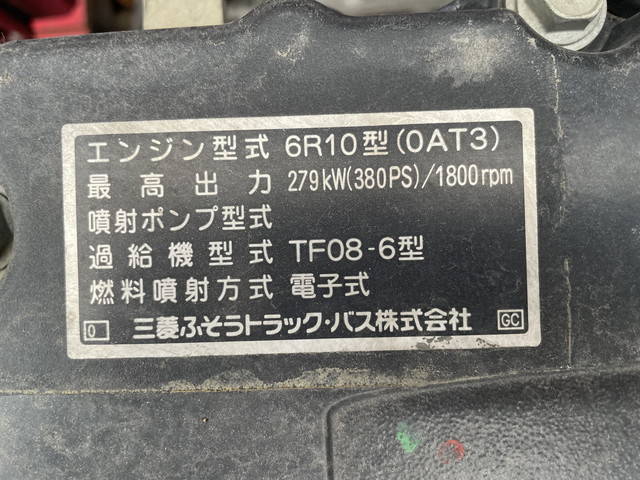 エンジン型式 6R10型(0AT3)
最高出力 279kW(380PS)/1800rpm
噴射ポンプ型式
過給機型式 TF08-6型
燃料噴射方式 電子式
0 三菱ふそうトラック・バス株式会社 GC